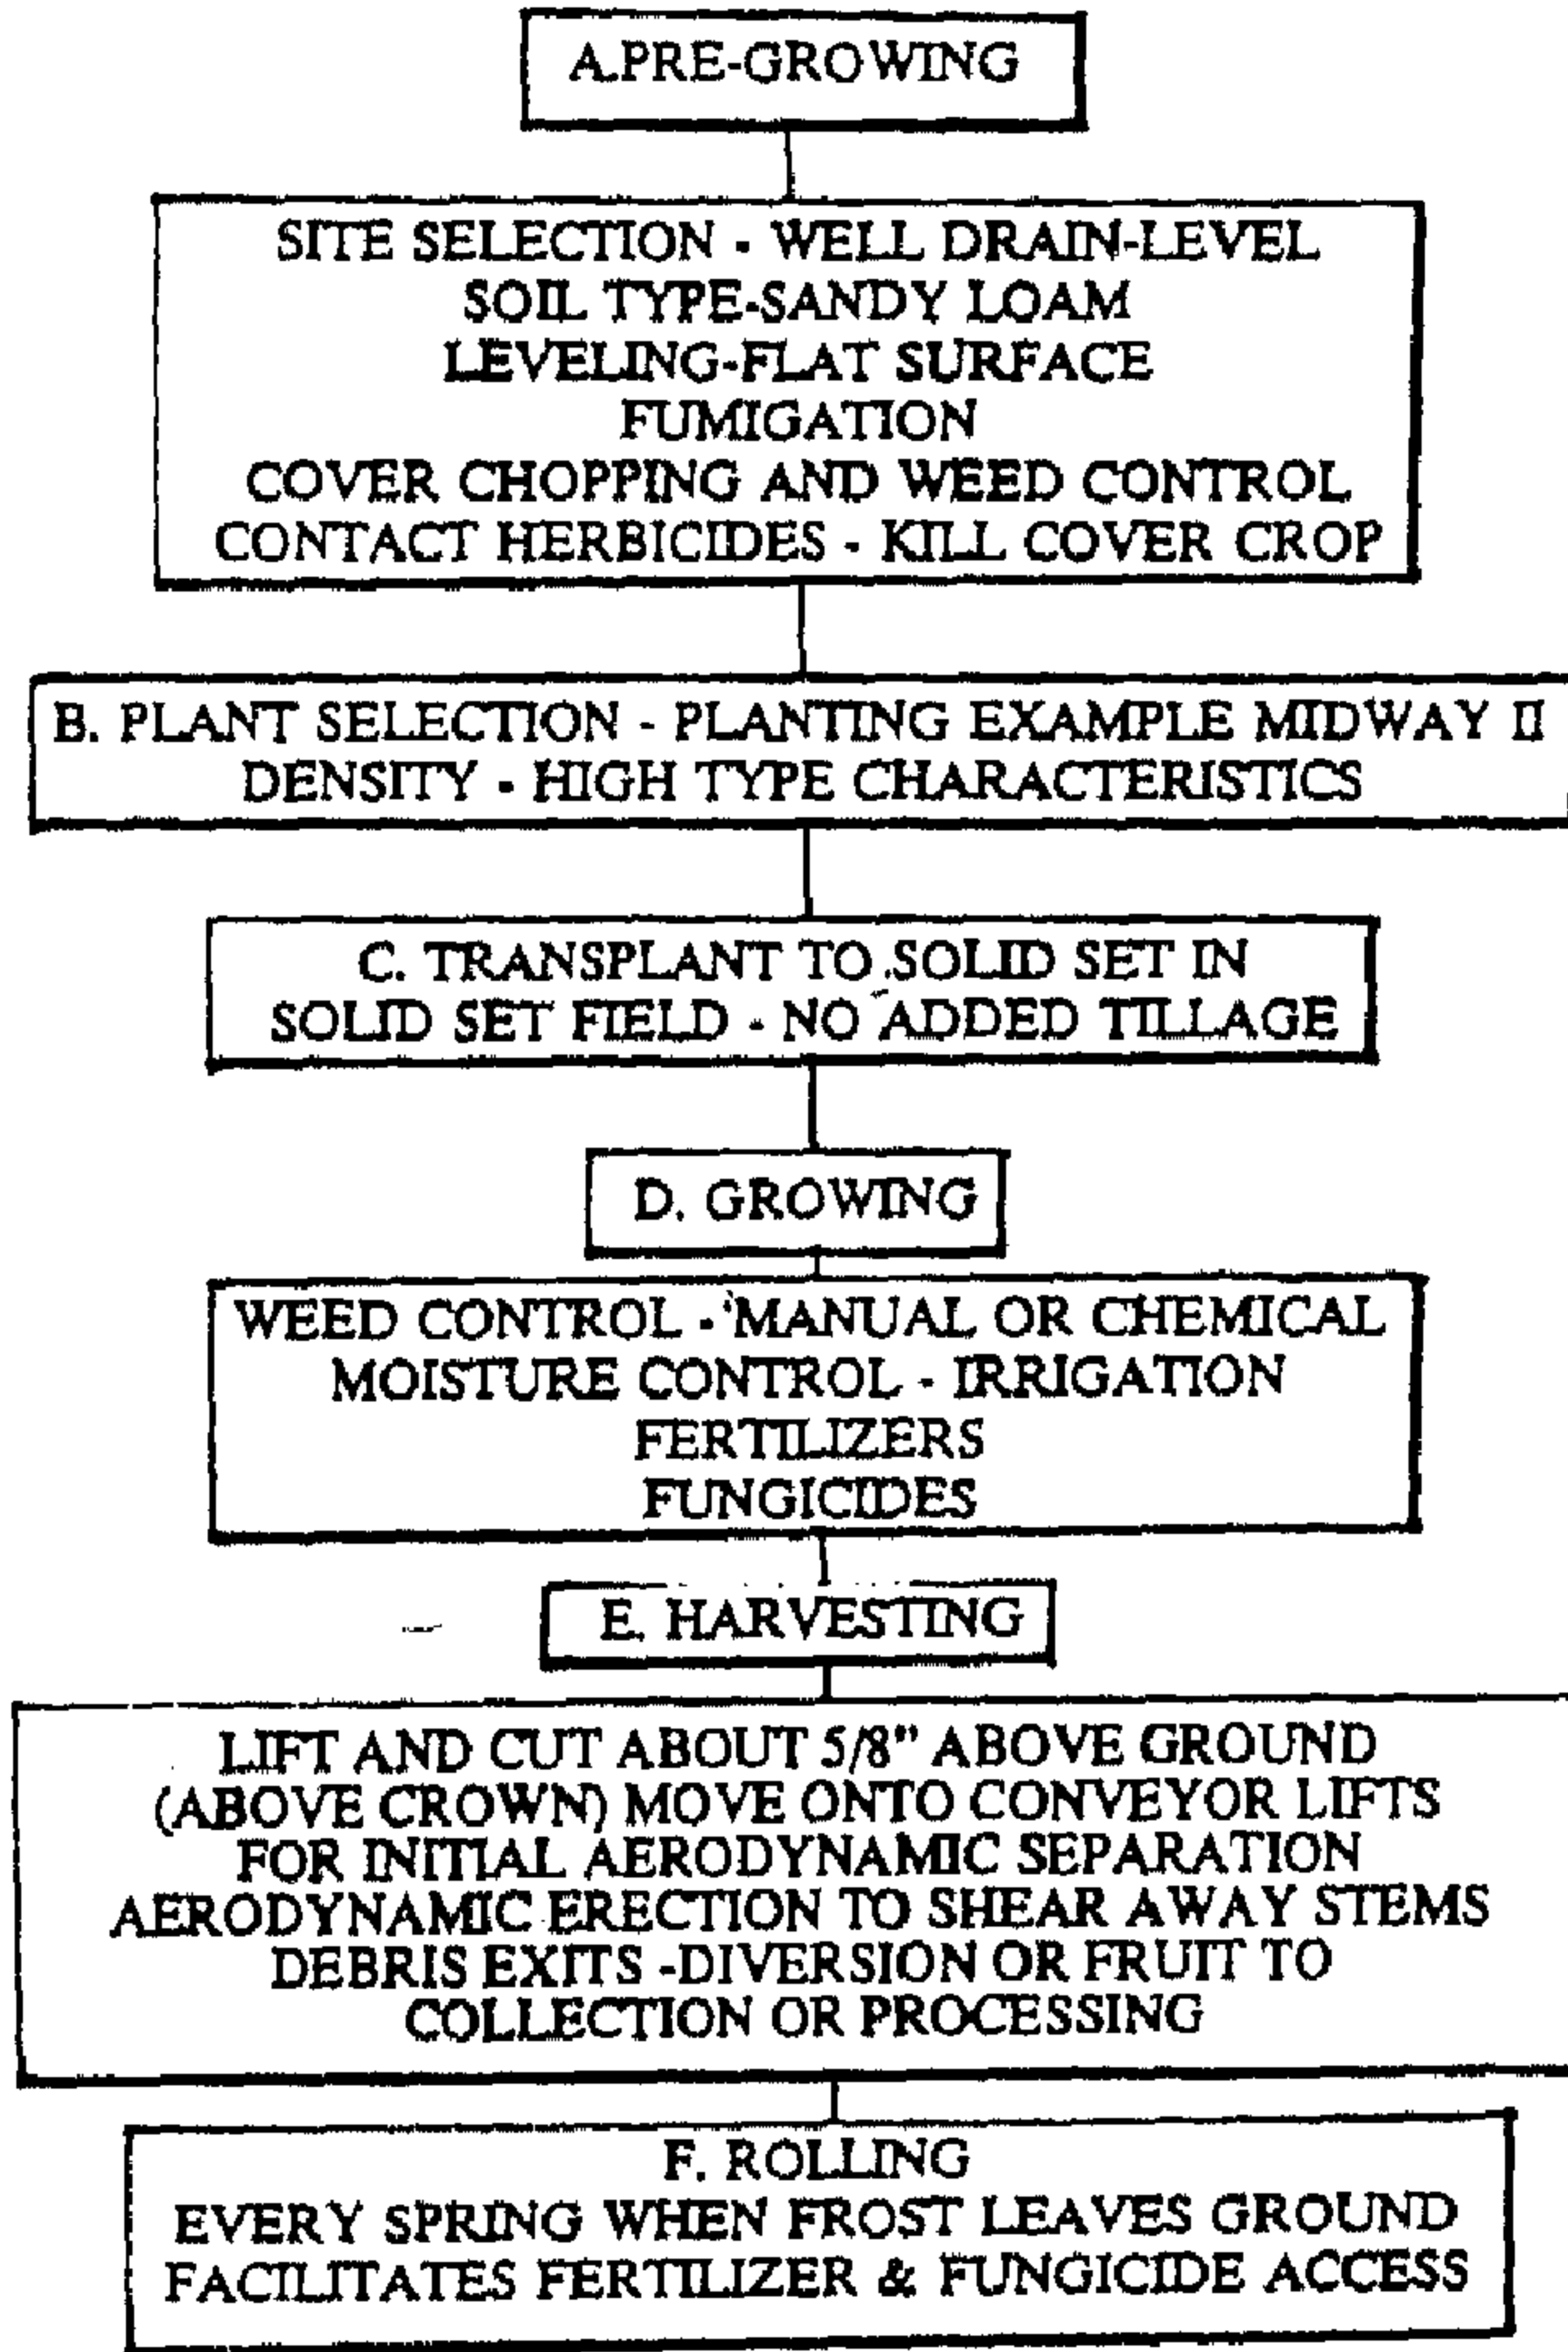 A.PRE-GROWING
SITE SELECTION - WELL DRAIN-LEVEL
SOIL TYPE-SANDY LOAM
LEVELING-FLAT SURFACE
FUMIGATION
COVER CHOPPING AND WEED CONTROL
CONTACT HERBICIDES - KILL COVER CROP
B. PLANT SELECTION - PLANTING EXAMPLE MIDWAY II
DENSITY - HIGH TYPE CHARACTERISTICS
C. TRANSPLANT TO SOLID SET IN
SOLID SET FIELD - NO ADDED TILLAGE
D. GROWING
WEED CONTROL - MANUAL OR CHEMICAL
MOISTURE CONTROL - IRRIGATION
FERTILIZERS
FUNGICIDES
E. HARVESTING
LIFT AND CUT ABOUT 5/8" ABOVE GROUND
(ABOVE CROWN) MOVE ONTO CONVEYOR LIFTS
FOR INITIAL AERODYNAMIC SEPARATION
AERODYNAMIC ERECTION TO SHEAR AWAY STEMS
DEBRIS EXITS -DIVERSION OR FRUIT TO
COLLECTION OR PROCESSING
F. ROLLING
EVERY SPRING WHEN FROST LEAVES GROUND
FACILITATES FERTILIZER & FUNGICIDE ACCESS